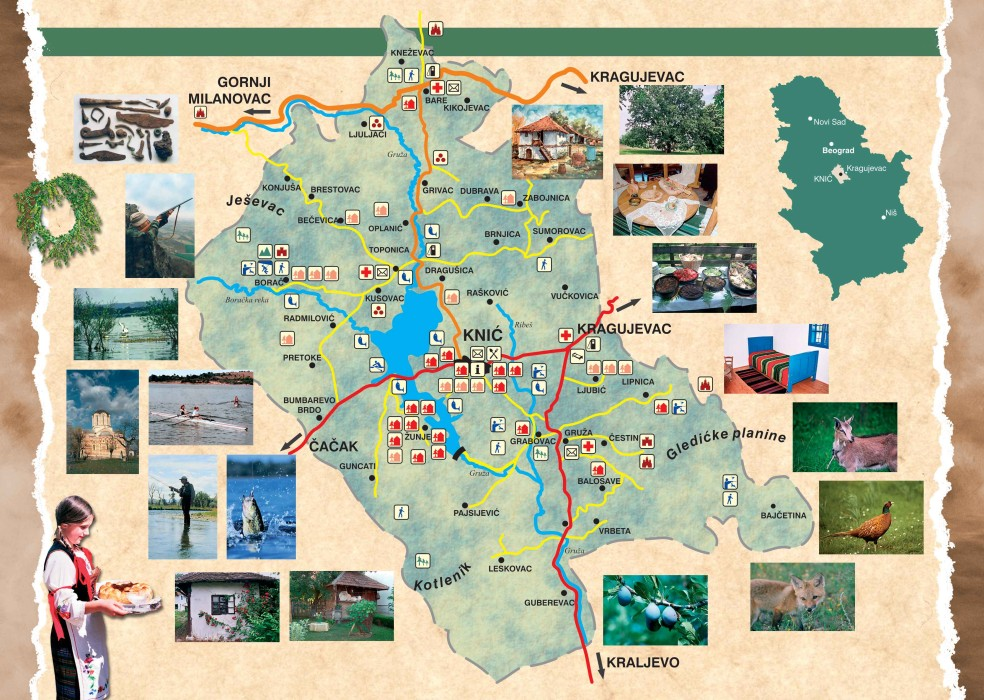 KNEŽEVAC
GORNJI
MILANOVAC
KRAGUJEVAC
BARE
KIKOJEVAC
LJULJACI
Gruža
Novi Sad
Beograd
Kragujevac
KNIĆ
Niš
KONJUŠA
BRESTOVAC
GRIVAC
DUBRAVA
ZABOJNICA
Ješevac
BEČEVICA
OPLANIĆ
BRNJICA
SUMOROVAC
TOPONICA
DRAGUŠICA
BORAČ
Boračka reka
KUSOVAC
RAŠKOVIĆ
VUČKOVICA
RADMILOVIĆ
Ribeš
KNIĆ
KRAGUJEVAC
PRETOKE
i
LJUBIĆ
LIPNICA
BUMBAREVO
BRDO
ČAČAK
ŽUNJE
GRABOVAC
GRUŽA
ČESTIN
Gledićke planine
GUNCATI
Gruža
BALOSAVE
PAJSIJEVIĆ
BAJČETINA
VRBETA
Gruža
LESKOVAC
Kotlenik
GUBEREVAC
KRALJEVO